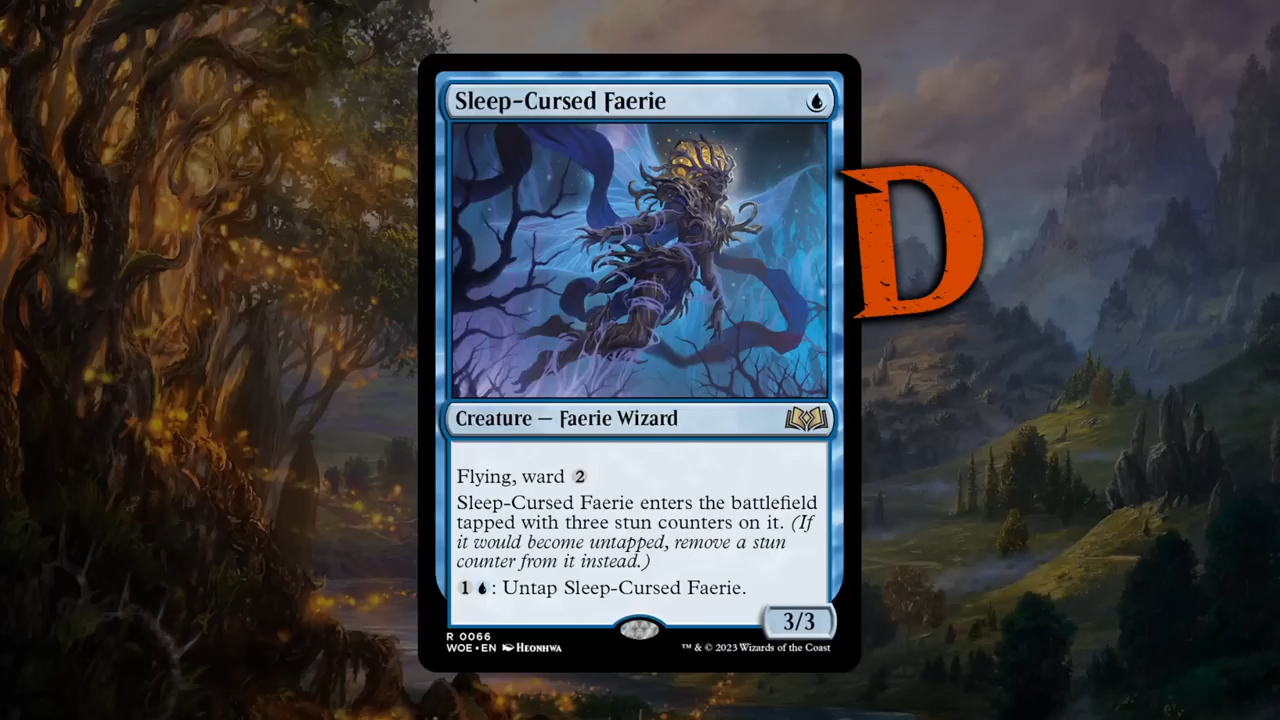 Sleep-Cursed Faerie
D
Creature — Faerie Wizard
Flying, ward 2
Sleep-Cursed Faerie enters the battlefield
tapped with three stun counters on it. (If
it would become untapped, remove a stun
counter from it instead.)
1: Untap Sleep-Cursed Faerie.
3/3
R 0066
WOE • EN Heonhwa
™ & © 2023 Wizards of the Coast